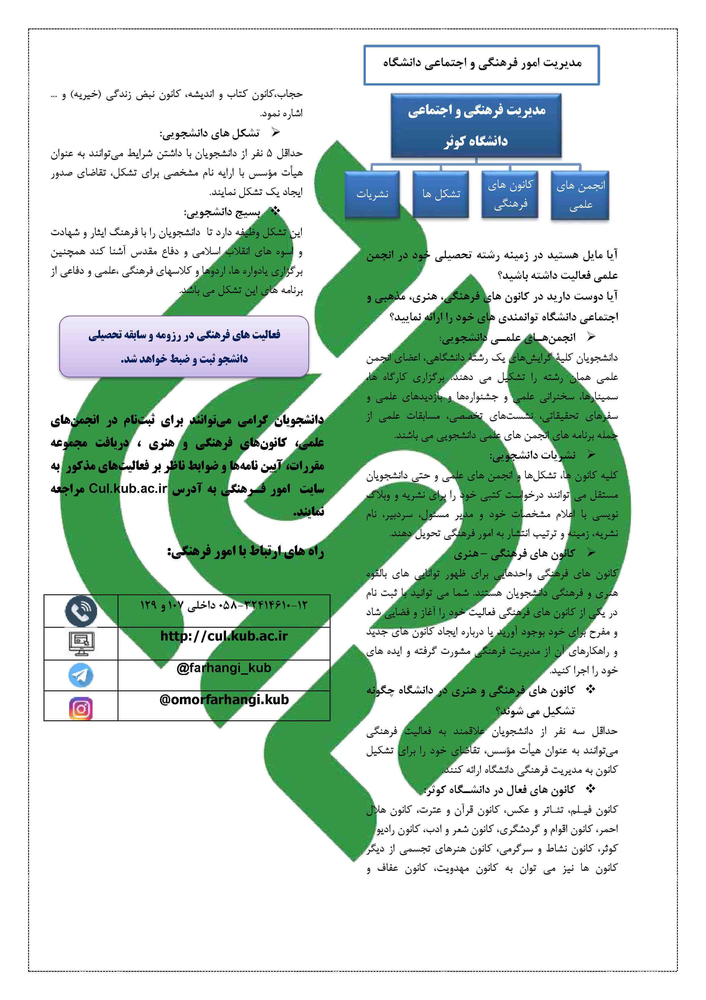 مدیریت امور فرهنگی و اجتماعی دانشگاه
مدیریت فرهنگی و اجتماعی
دانشگاه کوثر
انجمن های
علمی
کانون های
فرهنگی
تشکل ها
نشریات
آیا مایل هستید در زمینه رشته تحصیلی خود در انجمن
علمی فعالیت داشته باشید؟
آیا دوست دارید در کانون های فرهنگی، هنری، مذهبی و
اجتماعی دانشگاه توانمندی های خود را ارائه نمایید؟
⮚ انجمن‌هـای علمـی دانشجویی:
دانشجویان کلیهٔ گرایش‌های یک رشتهٔ دانشگاهی، اعضای انجمن
علمی همان رشته را تشکیل می دهند. برگزاری کارگاه ها،
سمینارها، سخنرانی علمی و جشنواره‌ها و بازدیدهای علمی و
سفرهای تحقیقاتی، نشست‌های تخصصی، مسابقات علمی از
جمله برنامه های انجمن های علمی دانشجویی می باشند.
⮚ نشریات دانشجویی:
کلیه کانون ها، تشکل‌ها و انجمن های علمی و حتی دانشجویان
مستقل می توانند درخواست کتبی خود را برای نشریه و وبلاگ
نویسی با اعلام مشخصات خود و مدیر مسئول، سردبیر، نام
نشریه، زمینه و ترتیب انتشار به امور فرهنگی تحویل دهند.
⮚ کانون های فرهنگی –هنری
کانون های فرهنگی واحدهایی برای ظهور توانایی های بالقوه
هنری و فرهنگی دانشجویان هستند. شما می توانید با ثبت نام
در یکی از کانون های فرهنگی فعالیت خود را آغاز و فضایی شاد
و مفرح برای خود بوجود آورید یا درباره ایجاد کانون های جدید
و راهکارهای آن از مدیریت فرهنگی مشورت گرفته و ایده های
خود را اجرا کنید.
❖ کانون های فرهنگی و هنری در دانشگاه چگونه
تشکیل می شوند؟
حداقل سه نفر از دانشجویان علاقمند به فعالیت فرهنگی
می‌توانند به عنوان هیأت مؤسس، تقاضای خود را برای تشکیل
کانون به مدیریت فرهنگی دانشگاه ارائه کنند.
❖ کانون های فعال در دانشـگاه کوثر:
کانون فیـلم، تئـاتر و عکس، کانون قرآن و عترت، کانون هلال
احمر، کانون اقوام و گردشگری، کانون شعر و ادب، کانون رادیو
کوثر، کانون نشاط و سرگرمی، کانون هنرهای تجسمی از دیگر
کانون ها نیز می توان به کانون مهدویت، کانون عفاف و
حجاب،کانون کتاب و اندیشه، کانون نبض زندگی (خیریه) و ...
اشاره نمود.
⮚ تشکل های دانشجویی:
حداقل ۵ نفر از دانشجویان با داشتن شرایط می‌توانند به عنوان
هیأت مؤسس با ارایه نام مشخصی برای تشکل، تقاضای صدور
ایجاد یک تشکل نمایند.
❖ بسیج دانشجویی:
این تشکل وظیفه دارد تا دانشجویان را با فرهنگ ایثار و شهادت
و اسوه های انقلاب اسلامی و دفاع مقدس آشنا کند همچنین
برگزاری یادواره ها، اردوها و کلاسهای فرهنگی ،علمی و دفاعی از
برنامه های این تشکل می باشد.
فعالیت های فرهنگی در رزومه و سابقه تحصیلی
دانشجو ثبت و ضبط خواهد شد.
دانشجویان گرامی می‌توانند برای ثبت‌نام در انجمن‌های
علمی، کانون‌های فرهنگی و هنری ، دریافت مجموعه
مقررات، آیین نامه‌ها و ضوابط ناظر بر فعالیت‌های مذکور به
سایت امور فـرهنگی به آدرس Cul.kub.ac.ir مراجعه
نمایند.
راه های ارتباط با امور فرهنگی:
۰۵۸-۳۲۴۱۴۶۱۰-۱۲ داخلی ۱۰۷ و ۱۲۹
http://cul.kub.ac.ir
@farhangi_kub
@omorfarhangi.kub